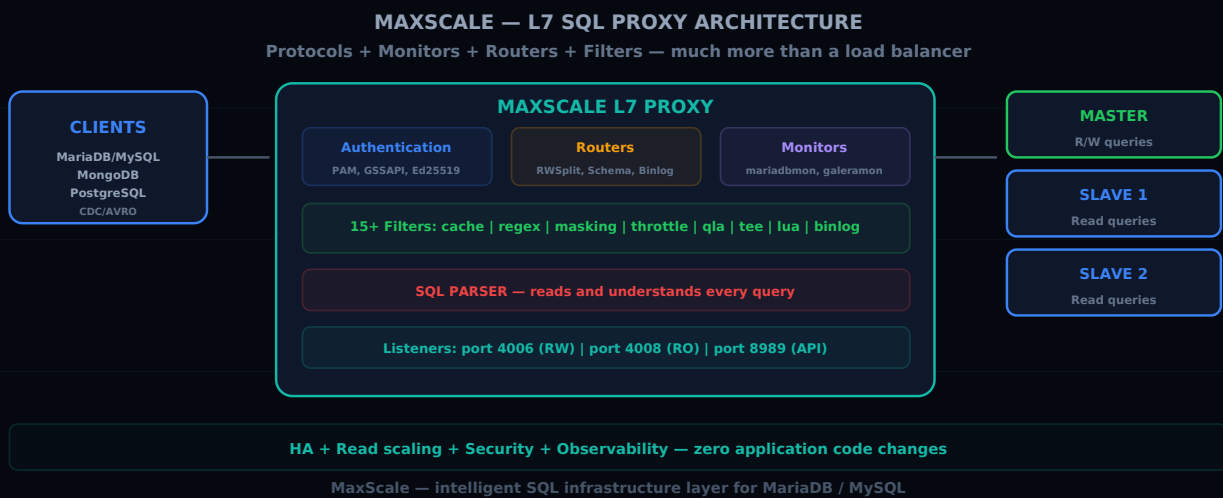 MAXSCALE — L7 SQL PROXY ARCHITECTURE
Protocols + Monitors + Routers + Filters — much more than a load balancer
CLIENTS
MariaDB/MySQL
MongoDB
PostgreSQL
CDC/AVRO
MAXSCALE L7 PROXY
Authentication
PAM, GSSAPI, Ed25519
Routers
RWSplit, Schema, Binlog
Monitors
mariadbmon, galeramon
15+ Filters: cache | regex | masking | throttle | qla | tee | lua | binlog
SQL PARSER — reads and understands every query
Listeners: port 4006 (RW) | port 4008 (RO) | port 8989 (API)
MASTER
R/W queries
SLAVE 1
Read queries
SLAVE 2
Read queries
HA + Read scaling + Security + Observability — zero application code changes
MaxScale — intelligent SQL infrastructure layer for MariaDB / MySQL